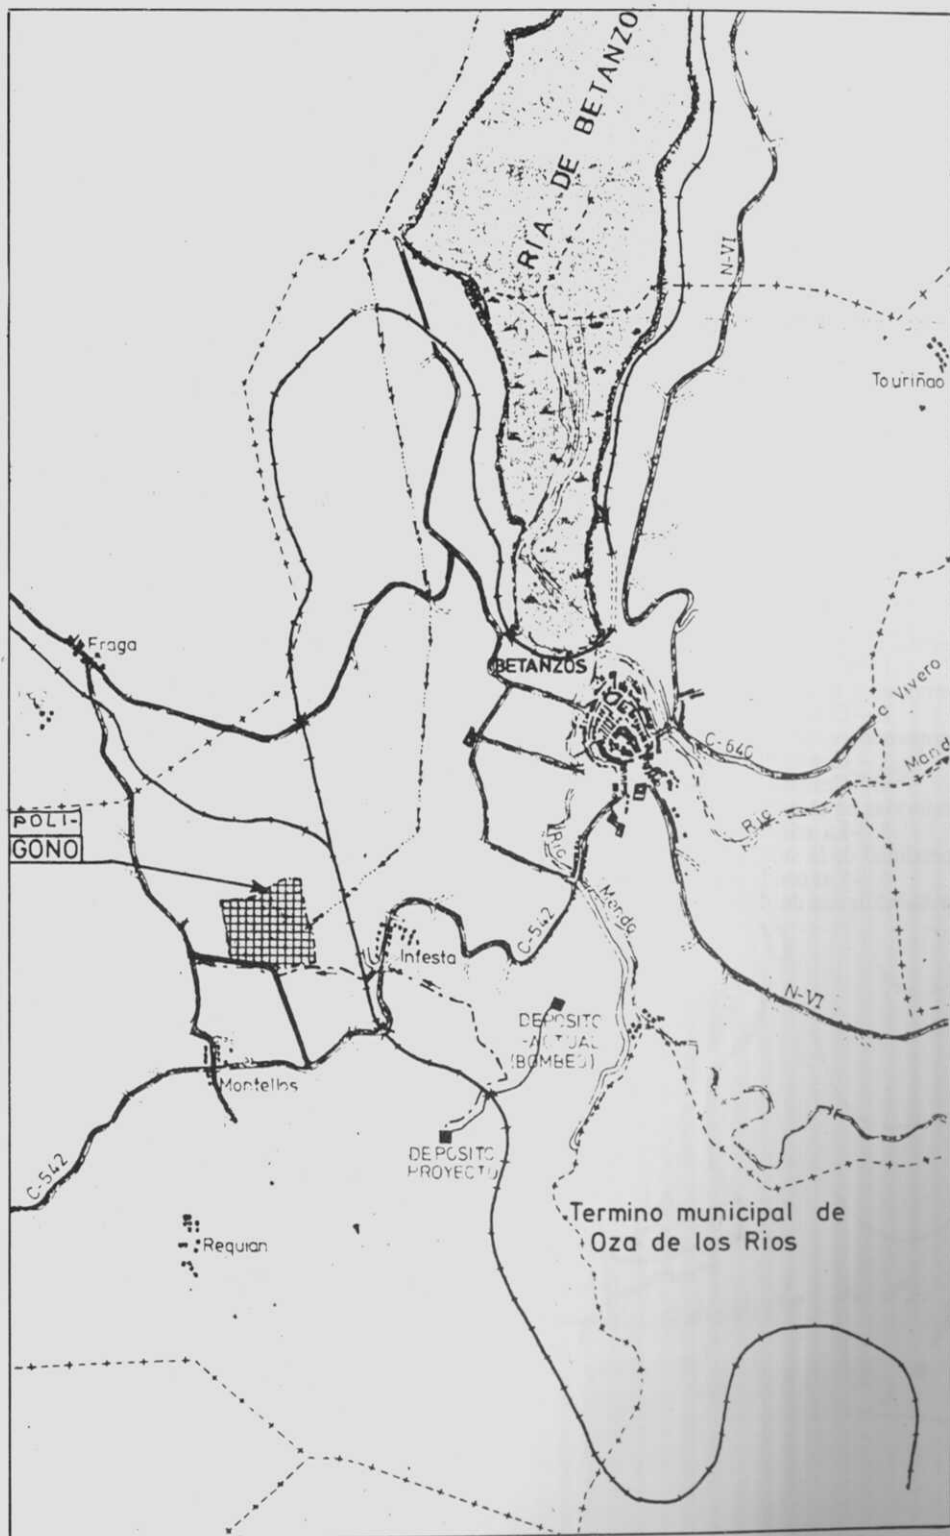 RIA DE BETANZO
N-VI
Touriñao
Fraga
BETANZOS
a Vivero
C-640
Mand
Rio
POLI-
GONO
Rio
Mendo
C-542
Infesta
N-VI
DEPOSITO
ACTUAL
(BOMBEO)
Montellos
DEPOSITO
PROYECTO
C-542
Termino municipal de
Oza de los Rios
Requian